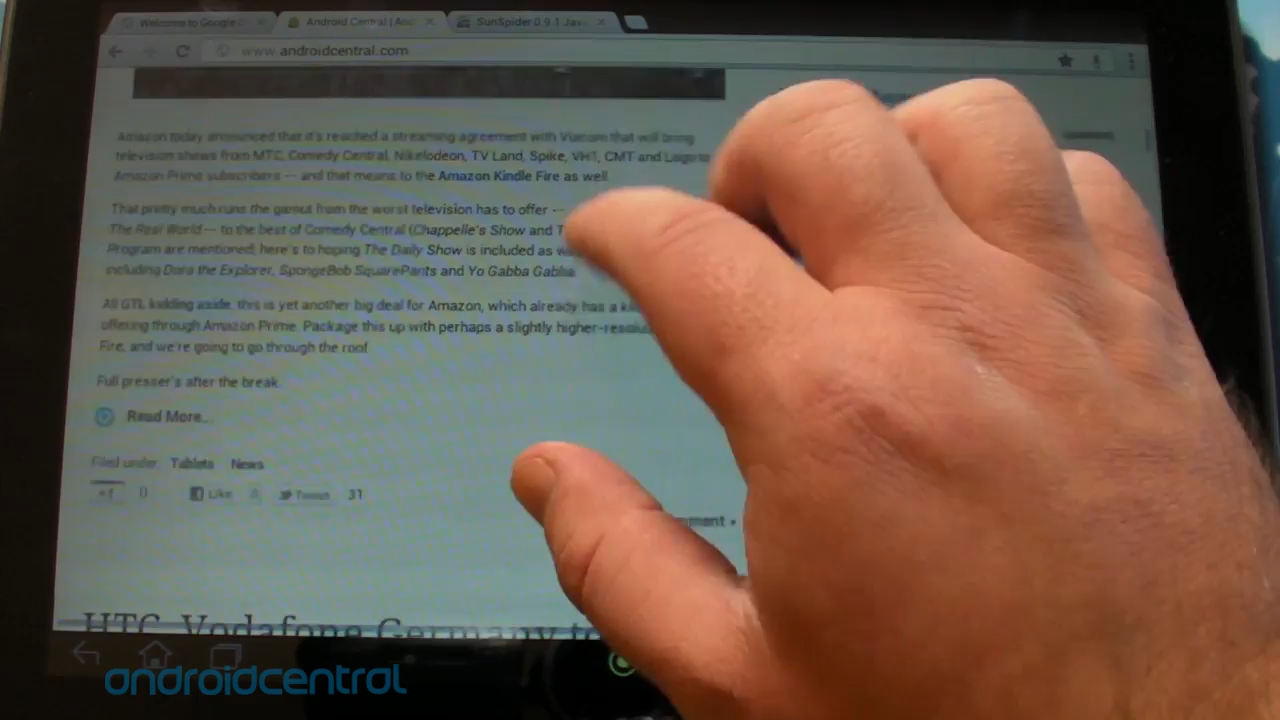 Welcome to Google C
Android Central | And
SunSpider 0.9.1 Java
www.androidcentral.com
Amazon today announced that it's reached a streaming agreement with Viacom that will bring
television shows from MTC, Comedy Central, Nikelodeon, TV Land, Spike, VH1, CMT and Logo to
Amazon Prime subscribers -- and that means to the Amazon Kindle Fire as well.
That pretty much runs the gamut from the worst television has to offer --
The Real World -- to the best of Comedy Central (Chappelle's Show and T
Program are mentioned; here's to hoping The Daily Show is included as w
including Dora the Explorer, SpongeBob SquarePants and Yo Gabba Gabba
All GTL kidding aside, this is yet another big deal for Amazon, which already has a k
offering through Amazon Prime. Package this up with perhaps a slightly higher-resolu
Fire, and we're going to go through the roof.
Full presser's after the break.
Read More...
Filed under: Tablets News
+1 0 Like Tweet 31
mment
HTC, Vodafone Germany to
androidcentral